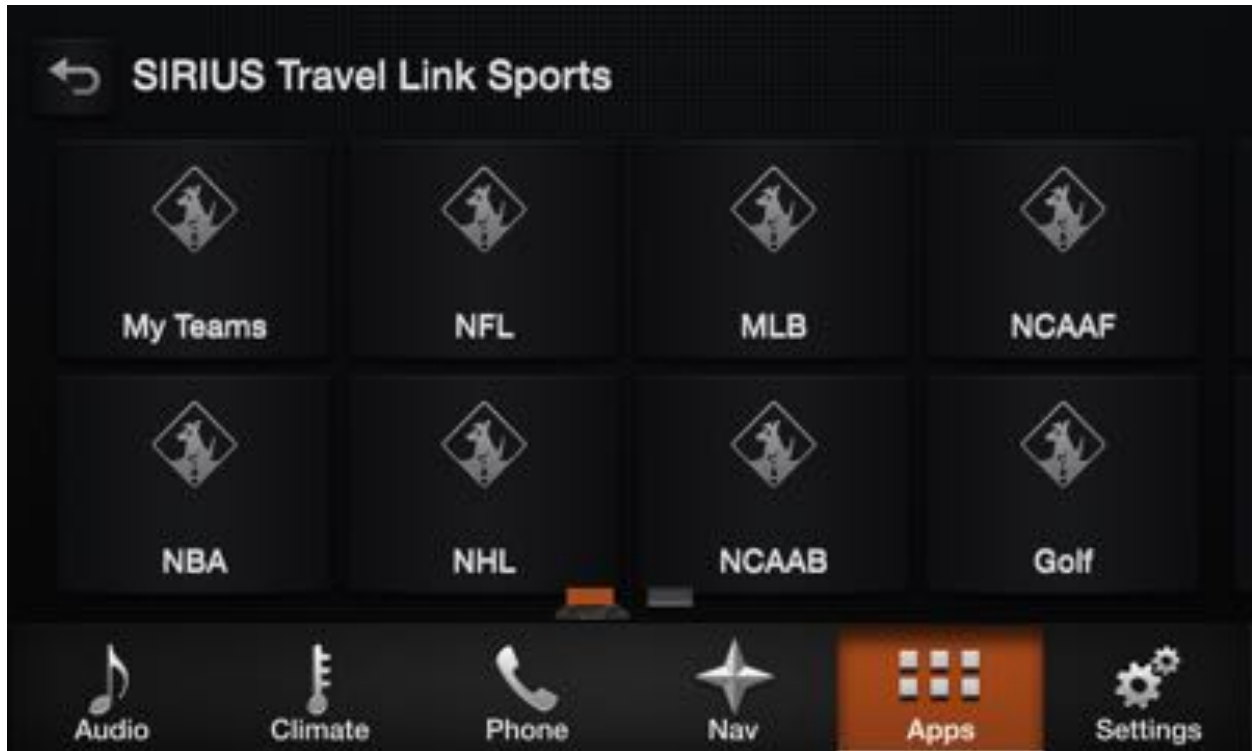 SIRIUS Travel Link Sports
My Teams NFL MLB NCAAF
NBA NHL NCAAB Golf
Audio Climate Phone Nav Apps Settings